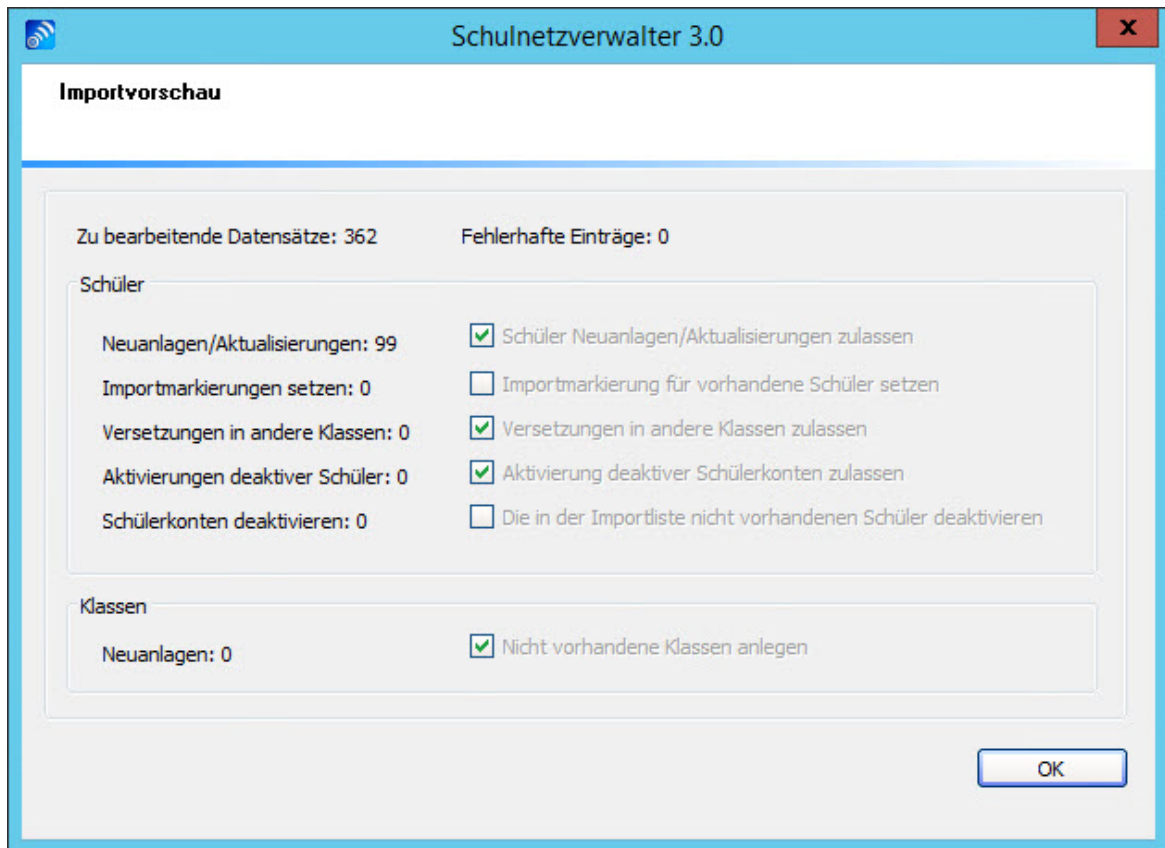 Schulnetzverwalter 3.0
x
Importvorschau
Zu bearbeitende Datensätze: 362 Fehlerhafte Einträge: 0
Schüler
Neuanlagen/Aktualisierungen: 99 Schüler Neuanlagen/Aktualisierungen zulassen
Importmarkierungen setzen: 0 Importmarkierung für vorhandene Schüler setzen
Versetzungen in andere Klassen: 0 Versetzungen in andere Klassen zulassen
Aktivierungen deaktiver Schüler: 0 Aktivierung deaktiver Schülerkonten zulassen
Schülerkonten deaktivieren: 0 Die in der Importliste nicht vorhandenen Schüler deaktivieren
Klassen
Neuanlagen: 0 Nicht vorhandene Klassen anlegen
OK